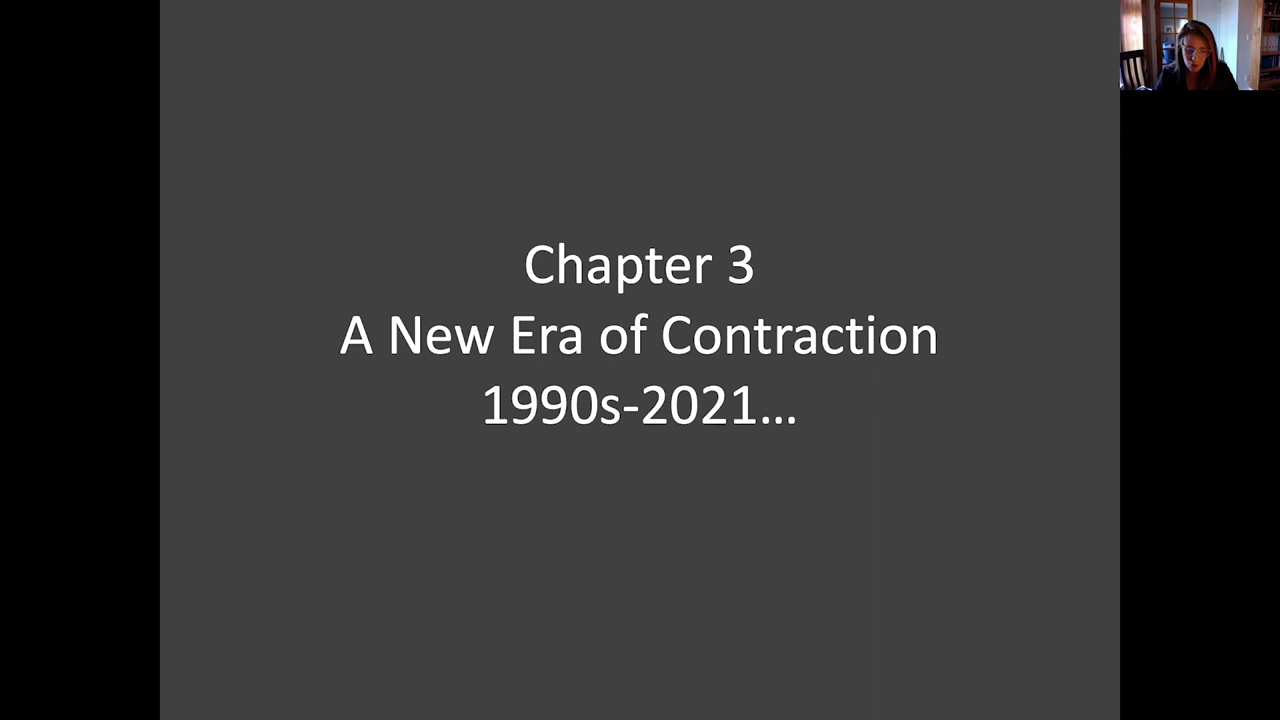 Chapter 3
A New Era of Contraction
1990s-2021…